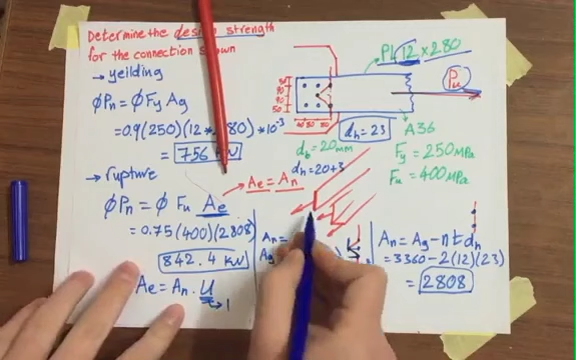 Determine the design strength
for the connection shown
→ yeilding
ϕPn = ϕ Fy Ag
= 0.9(250)(12*280)*10⁻³
= 756 kN
→ rupture
ϕPn = ϕ Fu Ae
= 0.75(400)(2808)
842.4 kN
Ae = An . U
→ 1
Ae = An
PL 12 x 280
Pu
dh = 23
db = 20mm
dh = 20+3
A36
Fy = 250 MPa
Fu = 400 MPa
An =
Ag
An = Ag - n t dh
= 3360 - 2(12)(23)
= 2808